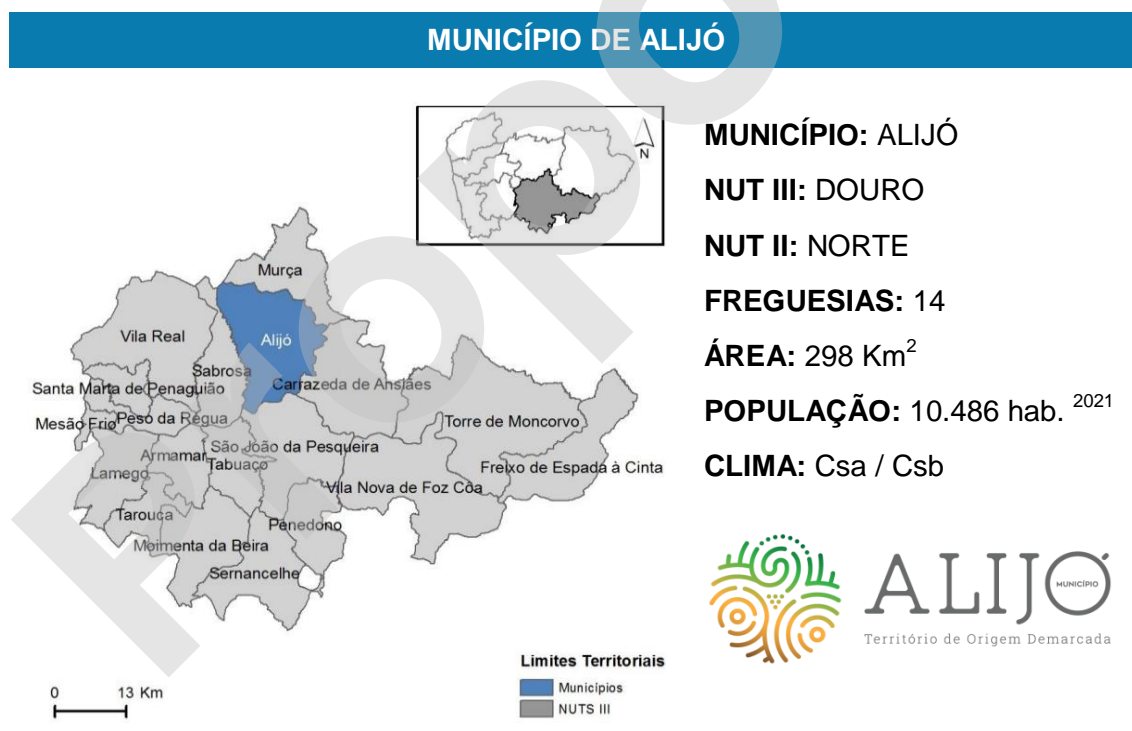 MUNICÍPIO DE ALIJÓ
N
Murça
Vila Real
Alijó
Sabrosa
Santa Marta de Penaguião
Carrazeda de Ansiães
Mesão Frio
Peso da Régua
Torre de Moncorvo
São João da Pesqueira
Armamar
Tabuaço
Lamego
Freixo de Espada à Cinta
Vila Nova de Foz Côa
Tarouca
Penedono
Moimenta da Beira
Sernancelhe
0 13 Km
Limites Territoriais
Municípios
NUTS III
MUNICÍPIO: ALIJÓ
NUT III: DOURO
NUT II: NORTE
FREGUESIAS: 14
ÁREA: 298 Km²
POPULAÇÃO: 10.486 hab. ²⁰²¹
CLIMA: Csa / Csb
ALIJÓ
MUNICÍPIO
Território de Origem Demarcada
Propo